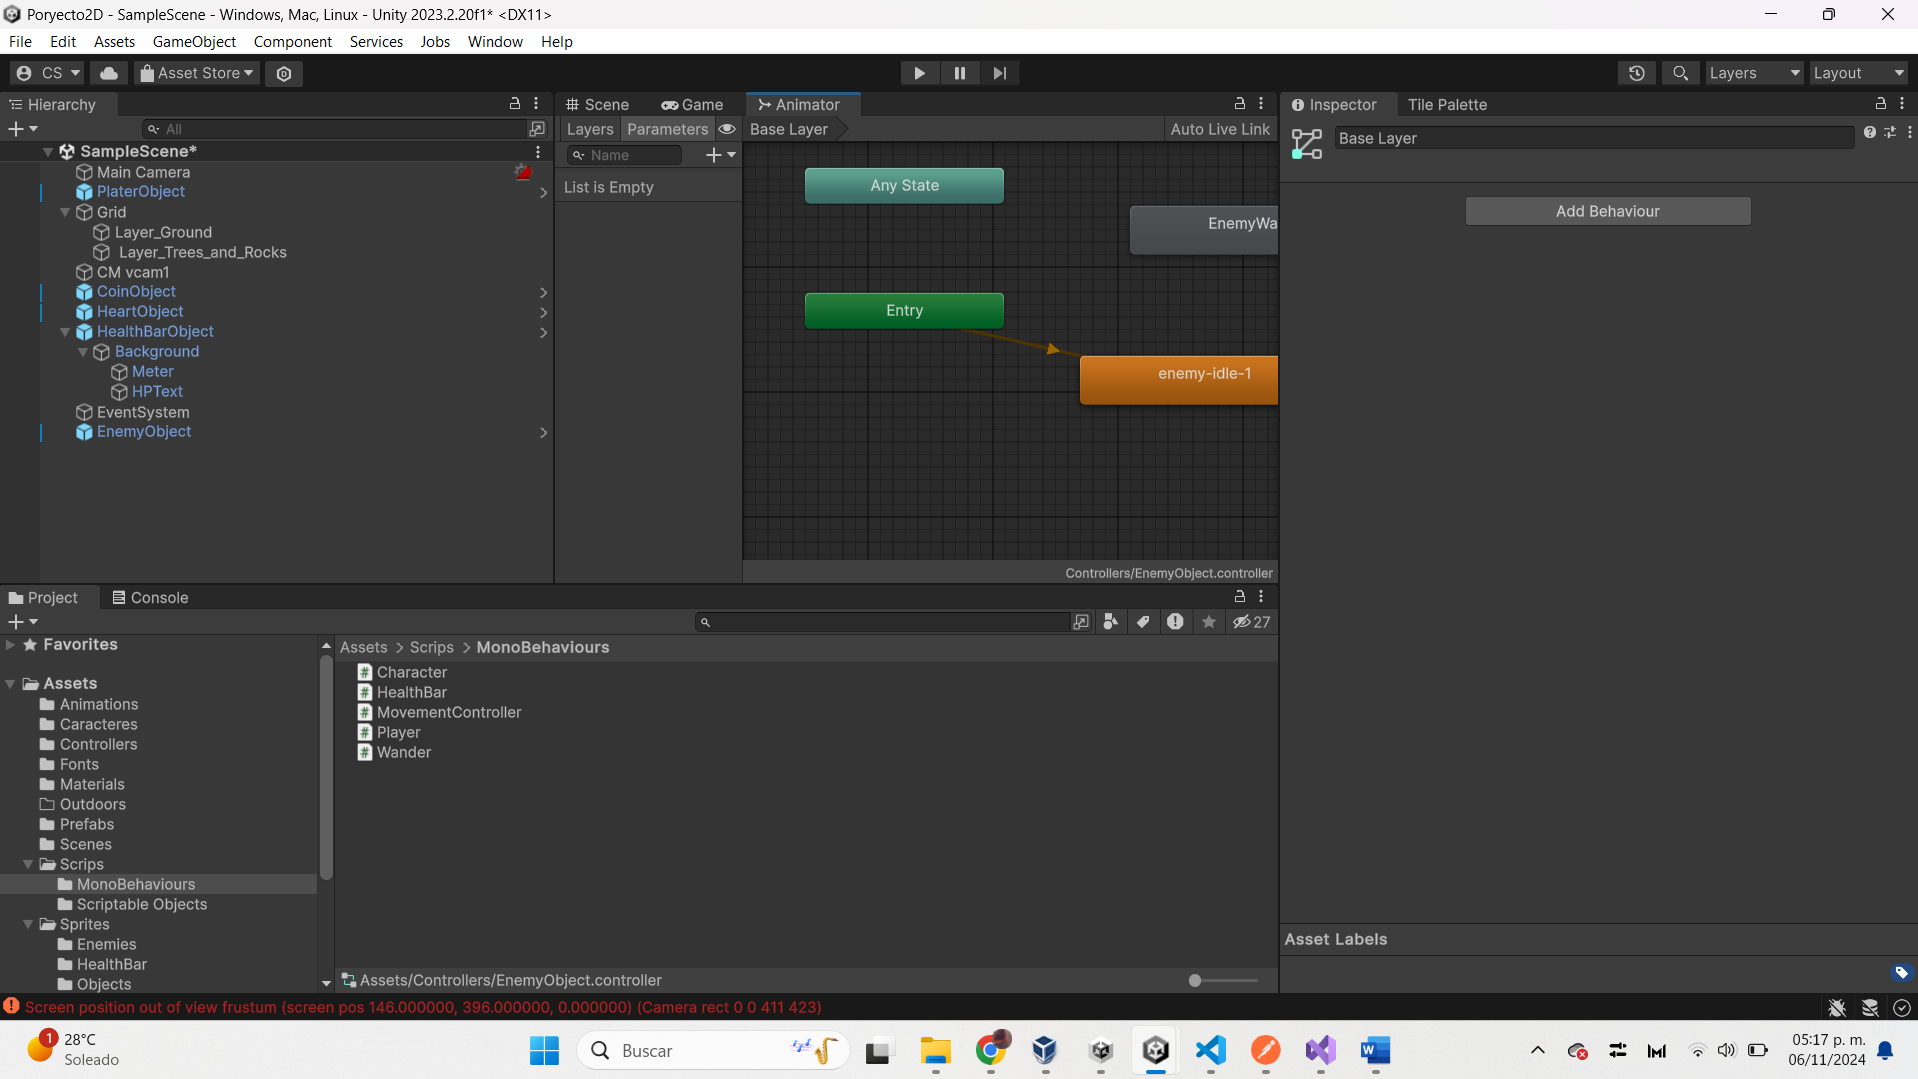 Poryecto2D - SampleScene - Windows, Mac, Linux - Unity 2023.2.20f1* <DX11>
File Edit Assets GameObject Component Services Jobs Window Help
CS Asset Store Layers Layout
Hierarchy
All
SampleScene*
Main Camera
PlaterObject
Grid
Layer_Ground
Layer_Trees_and_Rocks
CM vcam1
CoinObject
HeartObject
HealthBarObject
Background
Meter
HPText
EventSystem
EnemyObject
Scene Game Animator
Layers Parameters Base Layer Auto Live Link
Name
List is Empty
Any State
EnemyWa
Entry
enemy-idle-1
Controllers/EnemyObject.controller
Inspector Tile Palette
Base Layer
Add Behaviour
Asset Labels
Project Console
27
Favorites
Assets
Animations
Caracteres
Controllers
Fonts
Materials
Outdoors
Prefabs
Scenes
Scrips
MonoBehaviours
Scriptable Objects
Sprites
Enemies
HealthBar
Objects
Assets > Scrips > MonoBehaviours
Character
HealthBar
MovementController
Player
Wander
Assets/Controllers/EnemyObject.controller
Screen position out of view frustum (screen pos 146.000000, 396.000000, 0.000000) (Camera rect 0 0 411 423)
1
28°C
Soleado
Buscar
05:17 p. m.
06/11/2024